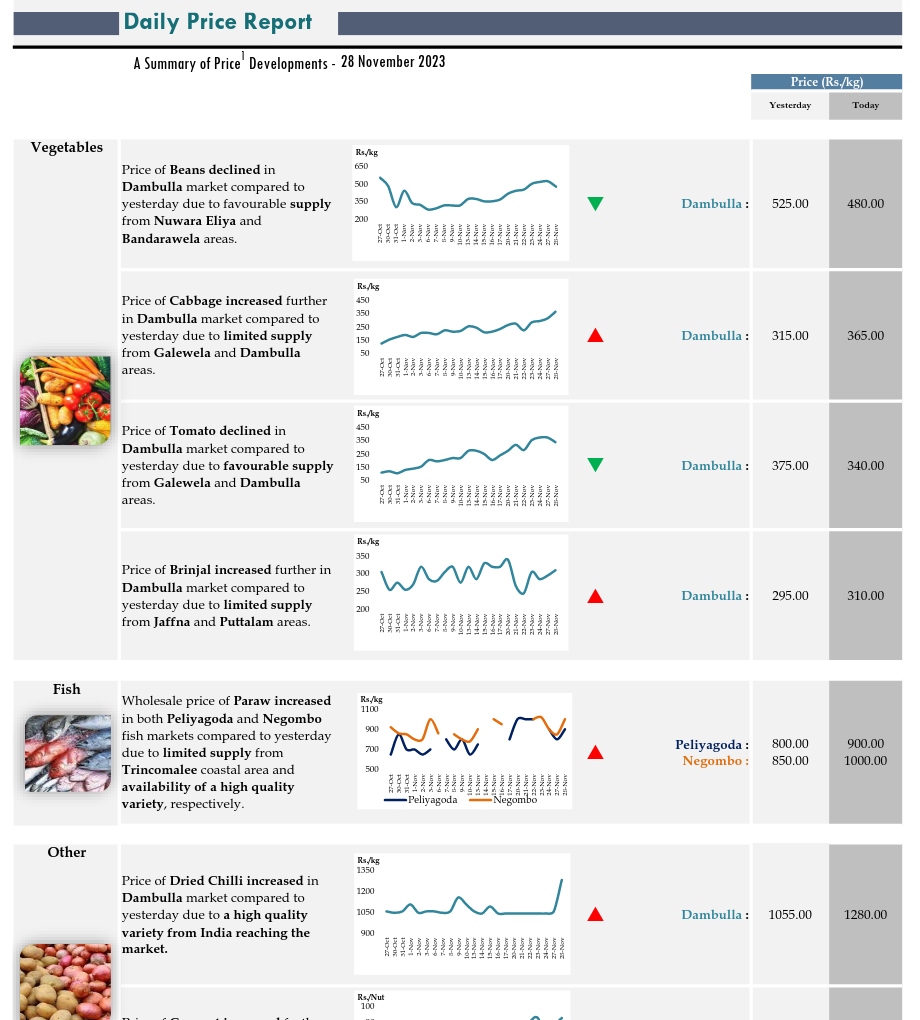 Daily Price Report
A Summary of Price1 Developments - 28 November 2023
Price (Rs./kg)
Yesterday Today
Vegetables
Price of Beans declined in
Dambulla market compared to
yesterday due to favourable supply
from Nuwara Eliya and
Bandarawela areas.
Rs./kg
650
500
350
200
27-Oct 30-Oct 31-Oct 1-Nov 2-Nov 3-Nov 6-Nov 7-Nov 8-Nov 9-Nov 10-Nov 13-Nov 14-Nov 15-Nov 16-Nov 17-Nov 20-Nov 21-Nov 22-Nov 23-Nov 24-Nov 27-Nov 28-Nov
Dambulla : 525.00 480.00
Price of Cabbage increased further
in Dambulla market compared to
yesterday due to limited supply
from Galewela and Dambulla
areas.
Rs./kg
450
350
250
150
50
27-Oct 30-Oct 31-Oct 1-Nov 2-Nov 3-Nov 6-Nov 7-Nov 8-Nov 9-Nov 10-Nov 13-Nov 14-Nov 15-Nov 16-Nov 17-Nov 20-Nov 21-Nov 22-Nov 23-Nov 24-Nov 27-Nov 28-Nov
Dambulla : 315.00 365.00
Price of Tomato declined in
Dambulla market compared to
yesterday due to favourable supply
from Galewela and Dambulla
areas.
Rs./kg
450
350
250
150
50
27-Oct 30-Oct 31-Oct 1-Nov 2-Nov 3-Nov 6-Nov 7-Nov 8-Nov 9-Nov 10-Nov 13-Nov 14-Nov 15-Nov 16-Nov 17-Nov 20-Nov 21-Nov 22-Nov 23-Nov 24-Nov 27-Nov 28-Nov
Dambulla : 375.00 340.00
Price of Brinjal increased further in
Dambulla market compared to
yesterday due to limited supply
from Jaffna and Puttalam areas.
Rs./kg
350
300
250
200
27-Oct 30-Oct 31-Oct 1-Nov 2-Nov 3-Nov 6-Nov 7-Nov 8-Nov 9-Nov 10-Nov 13-Nov 14-Nov 15-Nov 16-Nov 17-Nov 20-Nov 21-Nov 22-Nov 23-Nov 24-Nov 27-Nov 28-Nov
Dambulla : 295.00 310.00
Fish
Wholesale price of Paraw increased
in both Peliyagoda and Negombo
fish markets compared to yesterday
due to limited supply from
Trincomalee coastal area and
availability of a high quality
variety, respectively.
Rs./kg
1100
900
700
500
27-Oct 30-Oct 31-Oct 1-Nov 2-Nov 3-Nov 6-Nov 7-Nov 8-Nov 9-Nov 10-Nov 13-Nov 14-Nov 15-Nov 16-Nov 17-Nov 20-Nov 21-Nov 22-Nov 23-Nov 24-Nov 27-Nov 28-Nov
Peliyagoda Negombo
Peliyagoda : 800.00 900.00
Negombo : 850.00 1000.00
Other
Price of Dried Chilli increased in
Dambulla market compared to
yesterday due to a high quality
variety from India reaching the
market.
Rs./kg
1350
1200
1050
900
27-Oct 30-Oct 31-Oct 1-Nov 2-Nov 3-Nov 6-Nov 7-Nov 8-Nov 9-Nov 10-Nov 13-Nov 14-Nov 15-Nov 16-Nov 17-Nov 20-Nov 21-Nov 22-Nov 23-Nov 24-Nov 27-Nov 28-Nov
Dambulla : 1055.00 1280.00
Rs./Nut
100